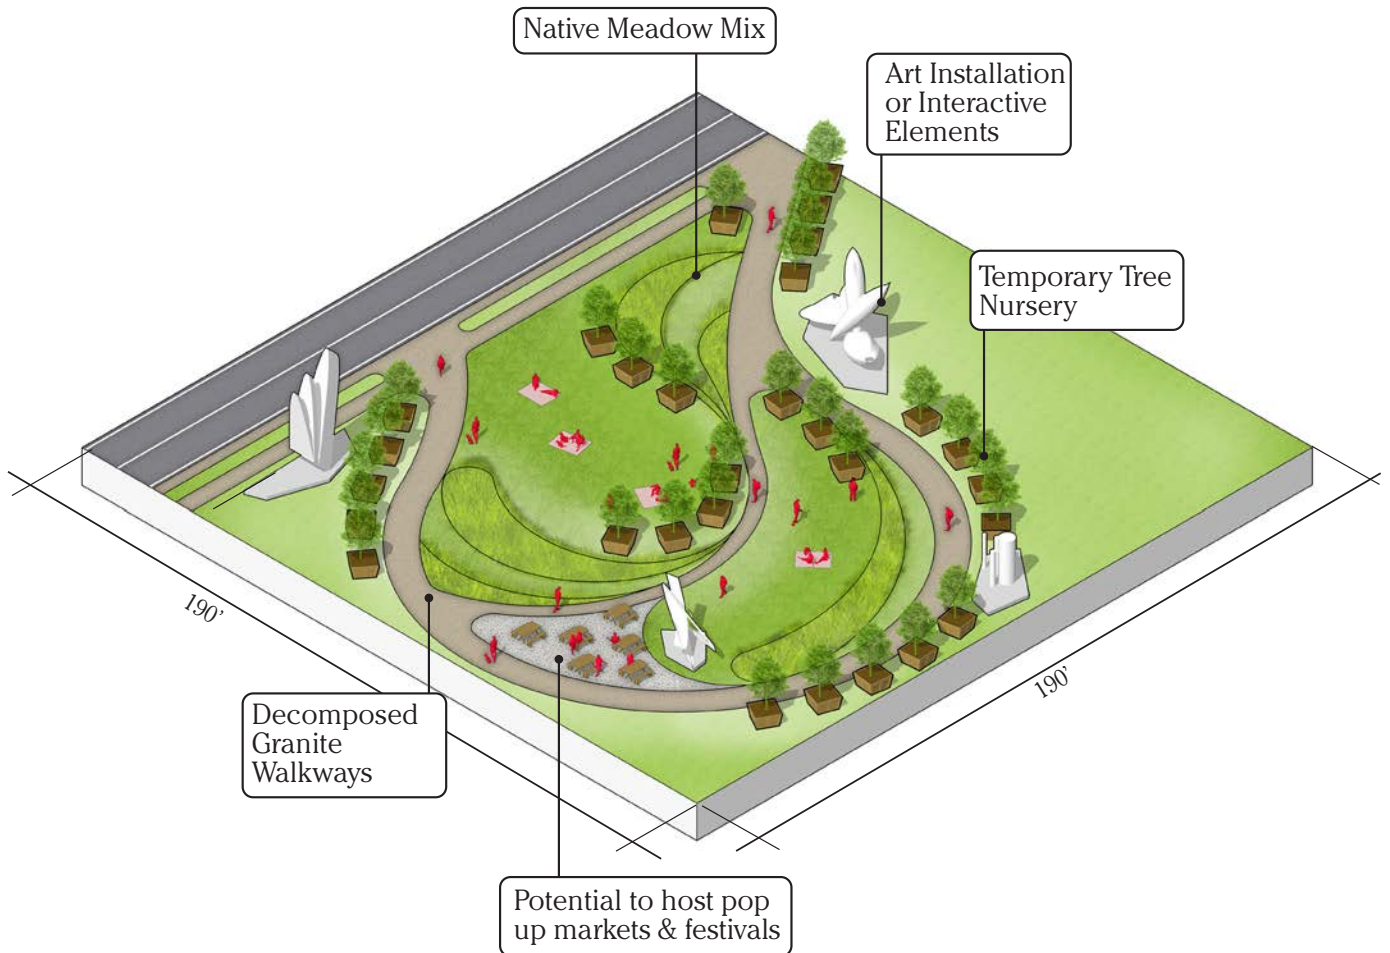 Native Meadow Mix
Art Installation
or Interactive
Elements
Temporary Tree
Nursery
190’
190’
Decomposed
Granite
Walkways
Potential to host pop
up markets & festivals